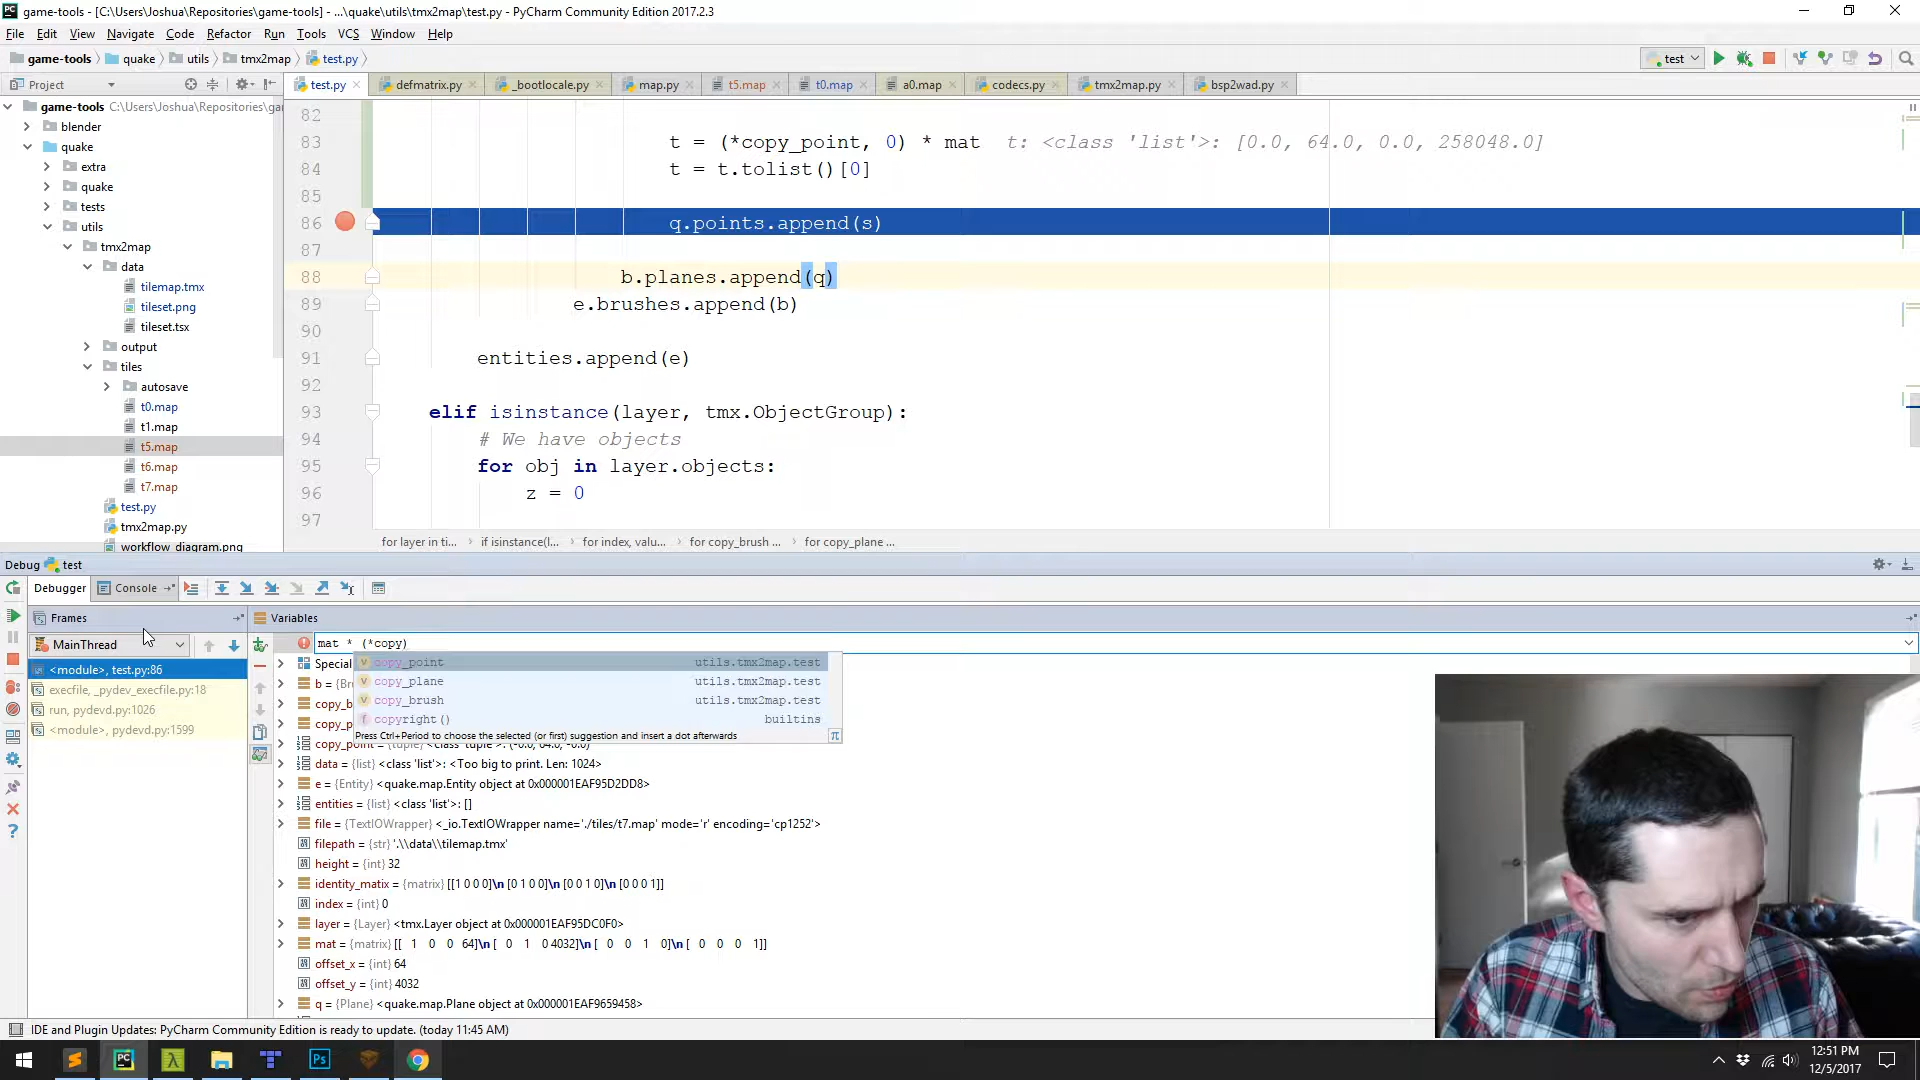 game-tools - [C:\Users\Joshua\Repositories\game-tools] - ...\quake\utils\tmx2map\test.py - PyCharm Community Edition 2017.2.3
File Edit View Navigate Code Refactor Run Tools VCS Window Help
game-tools quake utils tmx2map test.py
test
Project
test.py defmatrix.py _bootlocale.py map.py t5.map t0.map a0.map codecs.py tmx2map.py bsp2wad.py
game-tools C:\Users\Joshua\Repositories\ga
blender
quake
extra
quake
tests
utils
tmx2map
data
tilemap.tmx
tileset.png
tileset.tsx
output
tiles
autosave
t0.map
t1.map
t5.map
t6.map
t7.map
test.py
tmx2map.py
workflow_diagram.png
82
83 t = (*copy_point, 0) * mat t: <class 'list'>: [0.0, 64.0, 0.0, 258048.0]
84 t = t.tolist()[0]
85
86 q.points.append(s)
87
88 b.planes.append(q)
89 e.brushes.append(b)
90
91 entities.append(e)
92
93 elif isinstance(layer, tmx.ObjectGroup):
94 # We have objects
95 for obj in layer.objects:
96 z = 0
97
for layer in ti... if isinstance(l... for index, valu... for copy_brush ... for copy_plane ...
Debug test
Debugger Console
Frames
MainThread
<module>, test.py:86
execfile, _pydev_execfile.py:18
run, pydevd.py:1026
<module>, pydevd.py:1599
Variables
mat * (*copy)
copy_point utils.tmx2map.test
copy_plane utils.tmx2map.test
copy_brush utils.tmx2map.test
copyright() builtins
Press Ctrl+Period to choose the selected (or first) suggestion and insert a dot afterwards π
Special
b = {Bru
copy_b
copy_p
copy_point = {tuple} <class 'tuple'>: (-0.0, 64.0, -0.0)
data = {list} <class 'list'>: <Too big to print. Len: 1024>
e = {Entity} <quake.map.Entity object at 0x000001EAF95D2DD8>
entities = {list} <class 'list'>: []
file = {TextIOWrapper} <_io.TextIOWrapper name='./tiles/t7.map' mode='r' encoding='cp1252'>
filepath = {str} '.\\data\\tilemap.tmx'
height = {int} 32
identity_matix = {matrix} [[1 0 0 0]\n [0 1 0 0]\n [0 0 1 0]\n [0 0 0 1]]
index = {int} 0
layer = {Layer} <tmx.Layer object at 0x000001EAF95DC0F0>
mat = {matrix} [[ 1 0 0 64]\n [ 0 1 0 4032]\n [ 0 0 1 0]\n [ 0 0 0 1]]
offset_x = {int} 64
offset_y = {int} 4032
q = {Plane} <quake.map.Plane object at 0x000001EAF9659458>
IDE and Plugin Updates: PyCharm Community Edition is ready to update. (today 11:45 AM)
12:51 PM
12/5/2017